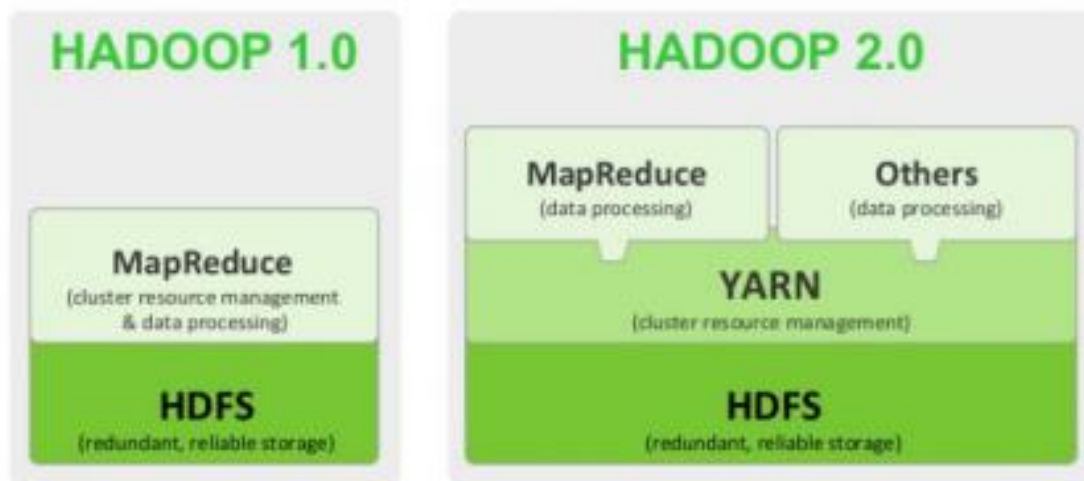 HADOOP 1.0
MapReduce
(cluster resource management
& data processing)
HDFS
(redundant, reliable storage)
HADOOP 2.0
MapReduce
(data processing)
Others
(data processing)
YARN
(cluster resource management)
HDFS
(redundant, reliable storage)